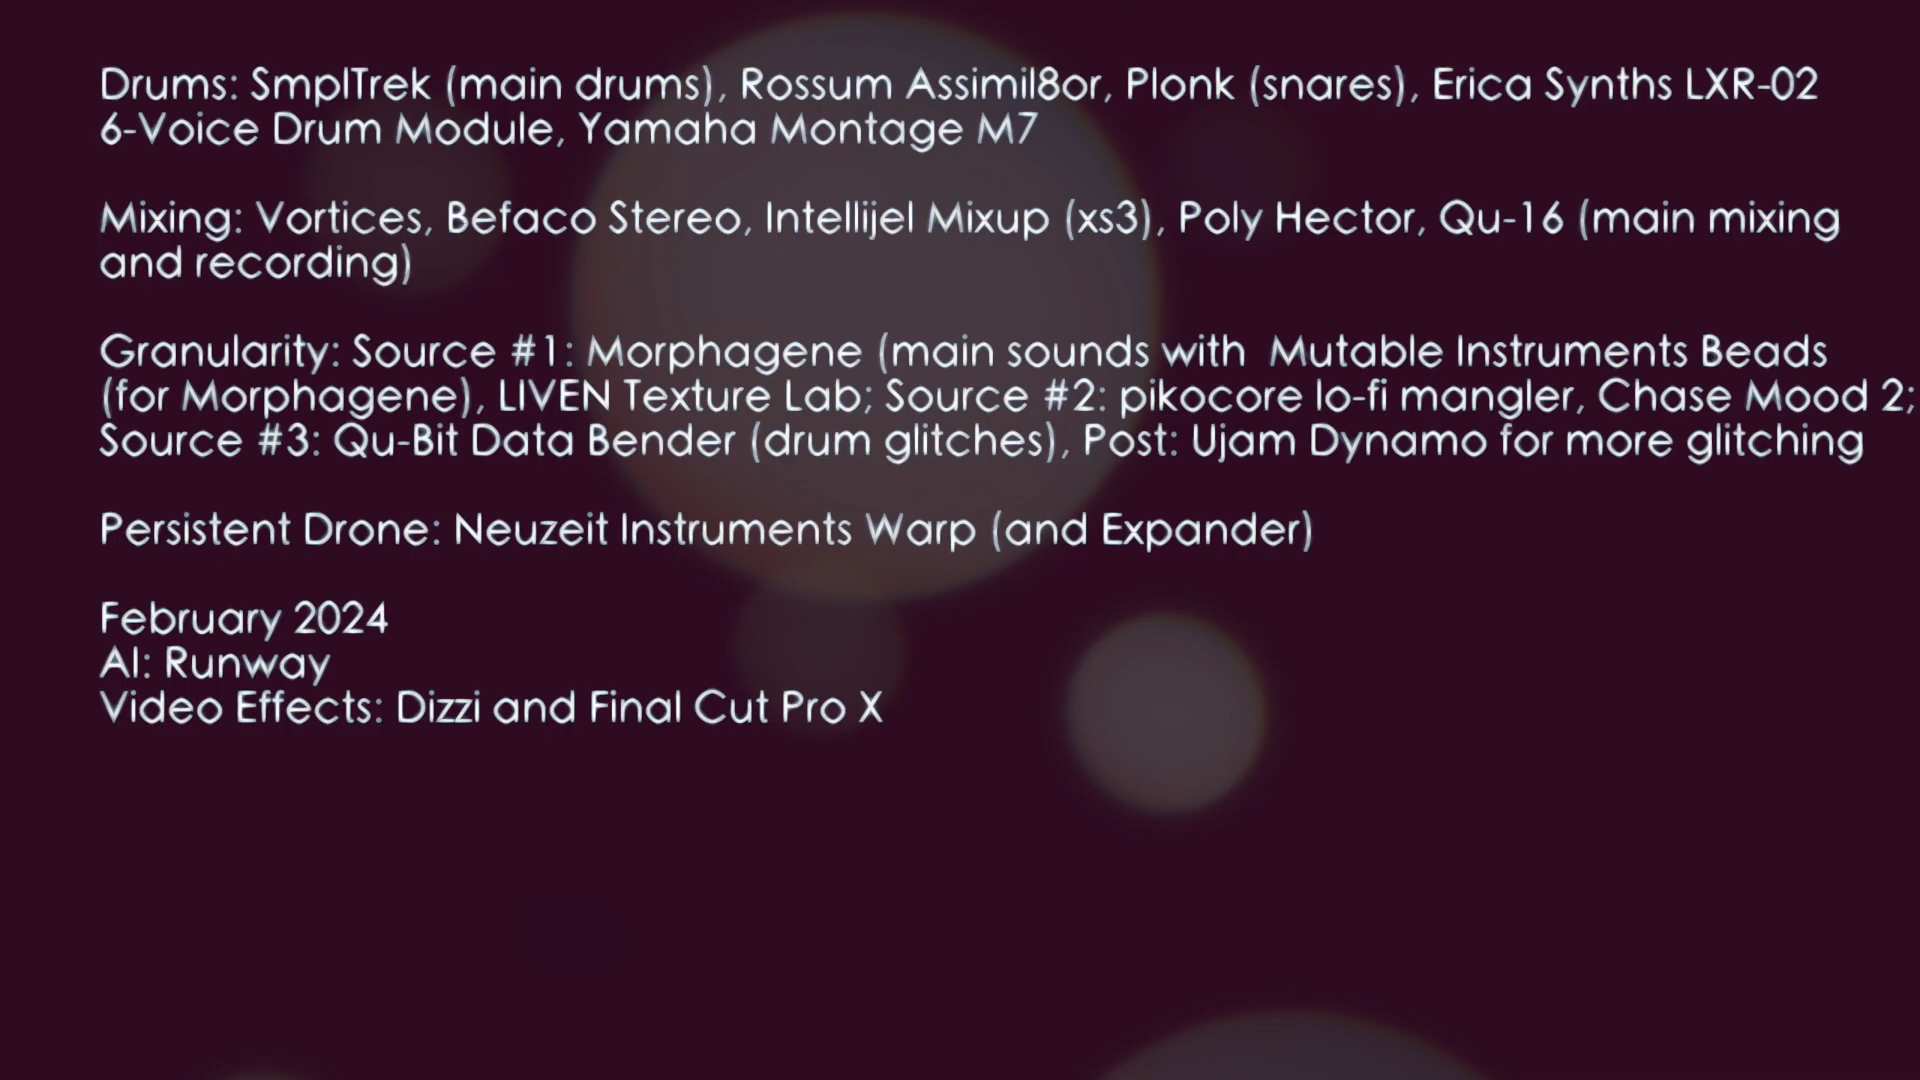 Drums: SmplTrek (main drums), Rossum Assimil8or, Plonk (snares), Erica Synths LXR-02
6-Voice Drum Module, Yamaha Montage M7
Mixing: Vortices, Befaco Stereo, Intellijel Mixup (xs3), Poly Hector, Qu-16 (main mixing
and recording)
Granularity: Source #1: Morphagene (main sounds with  Mutable Instruments Beads
(for Morphagene), LIVEN Texture Lab; Source #2: pikocore lo-fi mangler, Chase Mood 2;
Source #3: Qu-Bit Data Bender (drum glitches), Post: Ujam Dynamo for more glitching
Persistent Drone: Neuzeit Instruments Warp (and Expander)
February 2024
AI: Runway
Video Effects: Dizzi and Final Cut Pro X